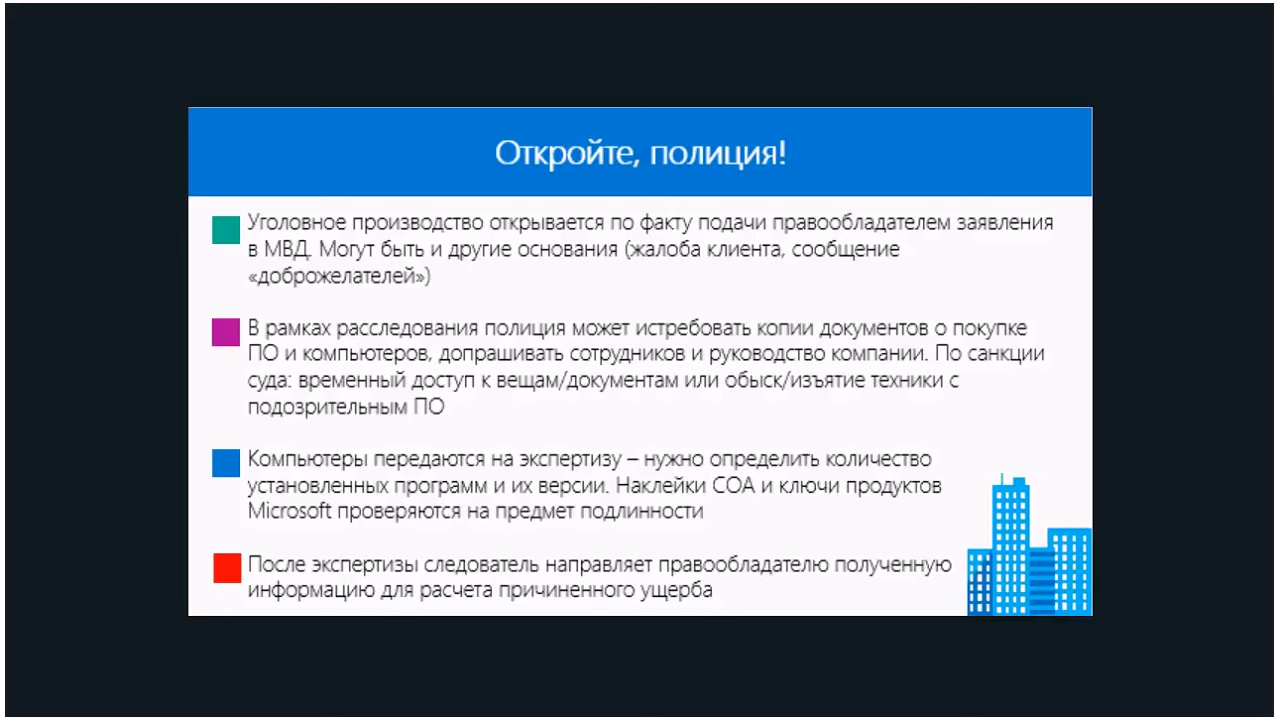 Откройте, полиция!
Уголовное производство открывается по факту подачи правообладателем заявления
в МВД. Могут быть и другие основания (жалоба клиента, сообщение
«доброжелателей»)
В рамках расследования полиция может истребовать копии документов о покупке
ПО и компьютеров, допрашивать сотрудников и руководство компании. По санкции
суда: временный доступ к вещам/документам или обыск/изъятие техники с
подозрительным ПО
Компьютеры передаются на экспертизу – нужно определить количество
установленных программ и их версии. Наклейки COA и ключи продуктов
Microsoft проверяются на предмет подлинности
После экспертизы следователь направляет правообладателю полученную
информацию для расчета причиненного ущерба